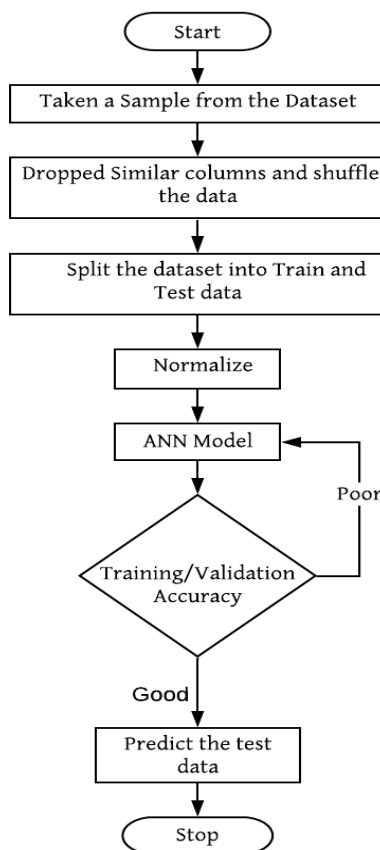 Start
Taken a Sample from the Dataset
Dropped Similar columns and shuffle
the data
Split the dataset into Train and
Test data
Normalize
ANN Model
Poor
Training/Validation
Accuracy
Good
Predict the test
data
Stop